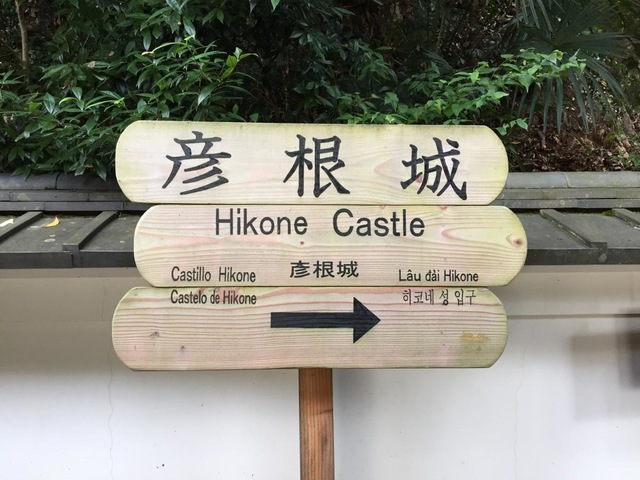 彦根城
Hikone Castle
Castillo Hikone 彦根城 Lâu dài Hikone
Castelo de Hikone 히코네 성 입구